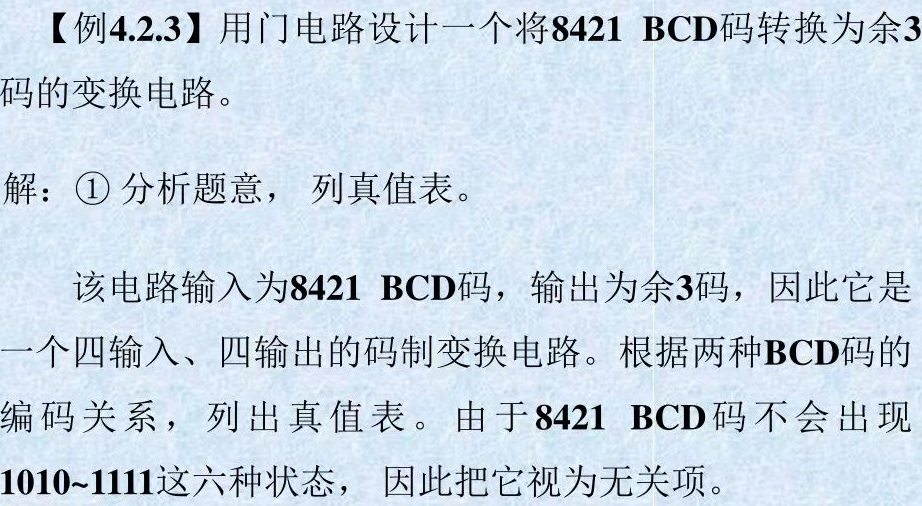 【例4.2.3】用门电路设计一个将8421 BCD码转换为余3
码的变换电路。
解：① 分析题意， 列真值表。
该电路输入为8421 BCD码，输出为余3码，因此它是
一个四输入、四输出的码制变换电路。根据两种BCD码的
编码关系，列出真值表。由于8421 BCD码不会出现
1010~1111这六种状态， 因此把它视为无关项。